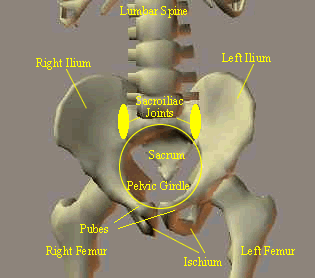 Lumbar Spine
Right Ilium
Left Ilium
Sacroiliac
Joints
Sacrum
Pelvic Girdle
Pubes
Right Femur
Left Femur
Ischium